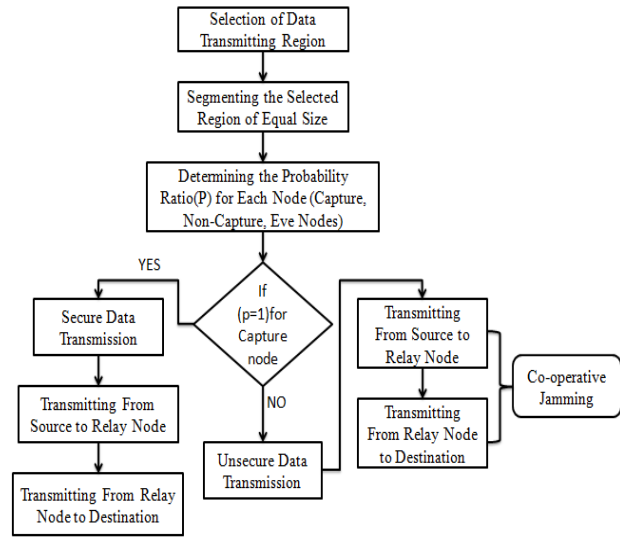 Selection of Data
Transmitting Region
Segmenting the Selected
Region of Equal Size
Determining the Probability
Ratio(P) for Each Node (Capture,
Non-Capture, Eve Nodes)
YES
If
(p=1)for
Capture
node
NO
Secure Data
Transmission
Transmitting From
Source to Relay Node
Transmitting From Relay
Node to Destination
Unsecure Data
Transmission
Transmitting
From Source to
Relay Node
Transmitting
From Relay Node
to Destination
Co-operative
Jamming